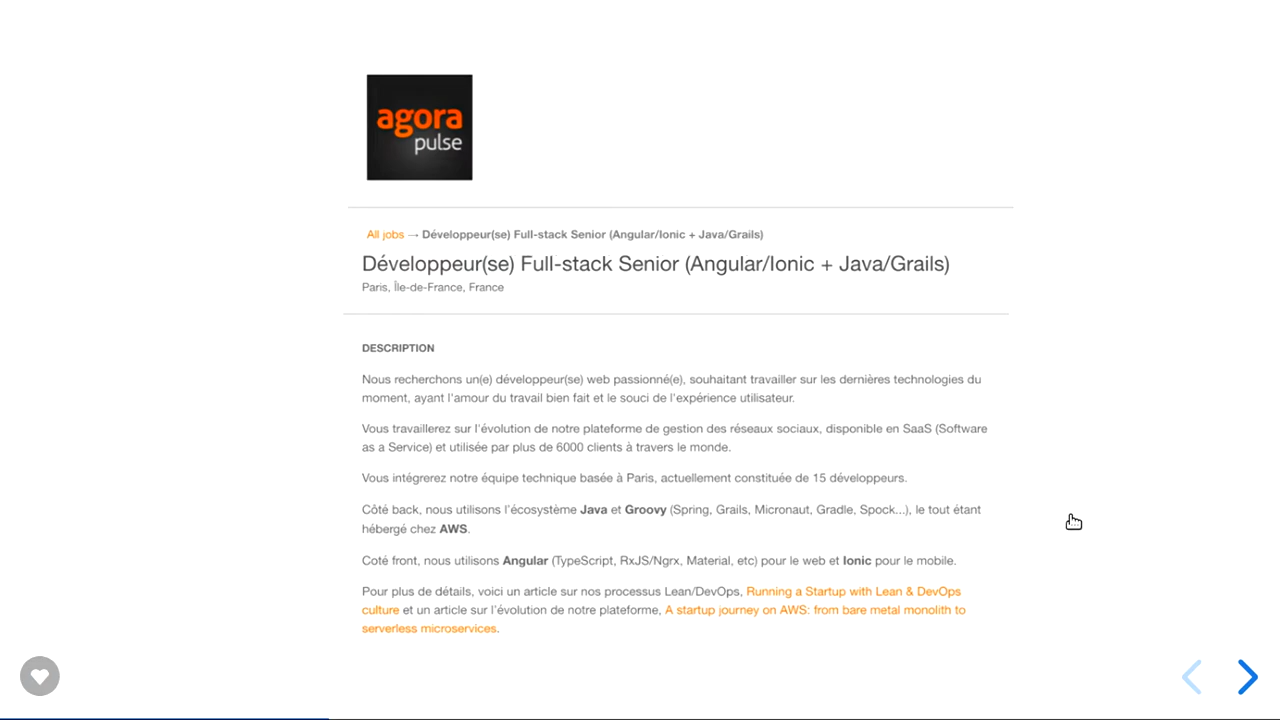 agora
pulse
All jobs → Développeur(se) Full-stack Senior (Angular/Ionic + Java/Grails)
Développeur(se) Full-stack Senior (Angular/Ionic + Java/Grails)
Paris, Île-de-France, France
DESCRIPTION
Nous recherchons un(e) développeur(se) web passionné(e), souhaitant travailler sur les dernières technologies du
moment, ayant l'amour du travail bien fait et le souci de l'expérience utilisateur.
Vous travaillerez sur l'évolution de notre plateforme de gestion des réseaux sociaux, disponible en SaaS (Software
as a Service) et utilisée par plus de 6000 clients à travers le monde.
Vous intégrerez notre équipe technique basée à Paris, actuellement constituée de 15 développeurs.
Côté back, nous utilisons l'écosystème Java et Groovy (Spring, Grails, Micronaut, Gradle, Spock...), le tout étant
hébergé chez AWS.
Coté front, nous utilisons Angular (TypeScript, RxJS/Ngrx, Material, etc) pour le web et Ionic pour le mobile.
Pour plus de détails, voici un article sur nos processus Lean/DevOps, Running a Startup with Lean & DevOps
culture et un article sur l'évolution de notre plateforme, A startup journey on AWS: from bare metal monolith to
serverless microservices.